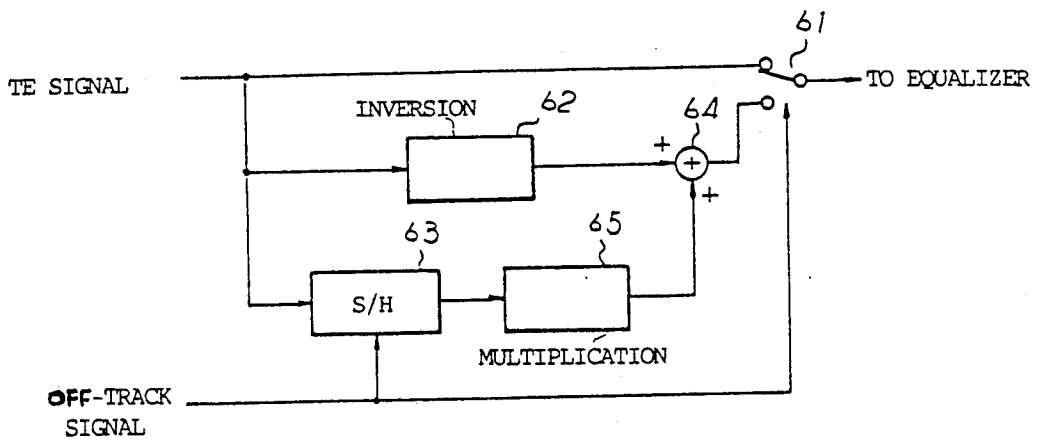 61
TE SIGNAL
TO EQUALIZER
INVERSION
62
64
+
+
+
63
65
S/H
MULTIPLICATION
OFF-TRACK
SIGNAL